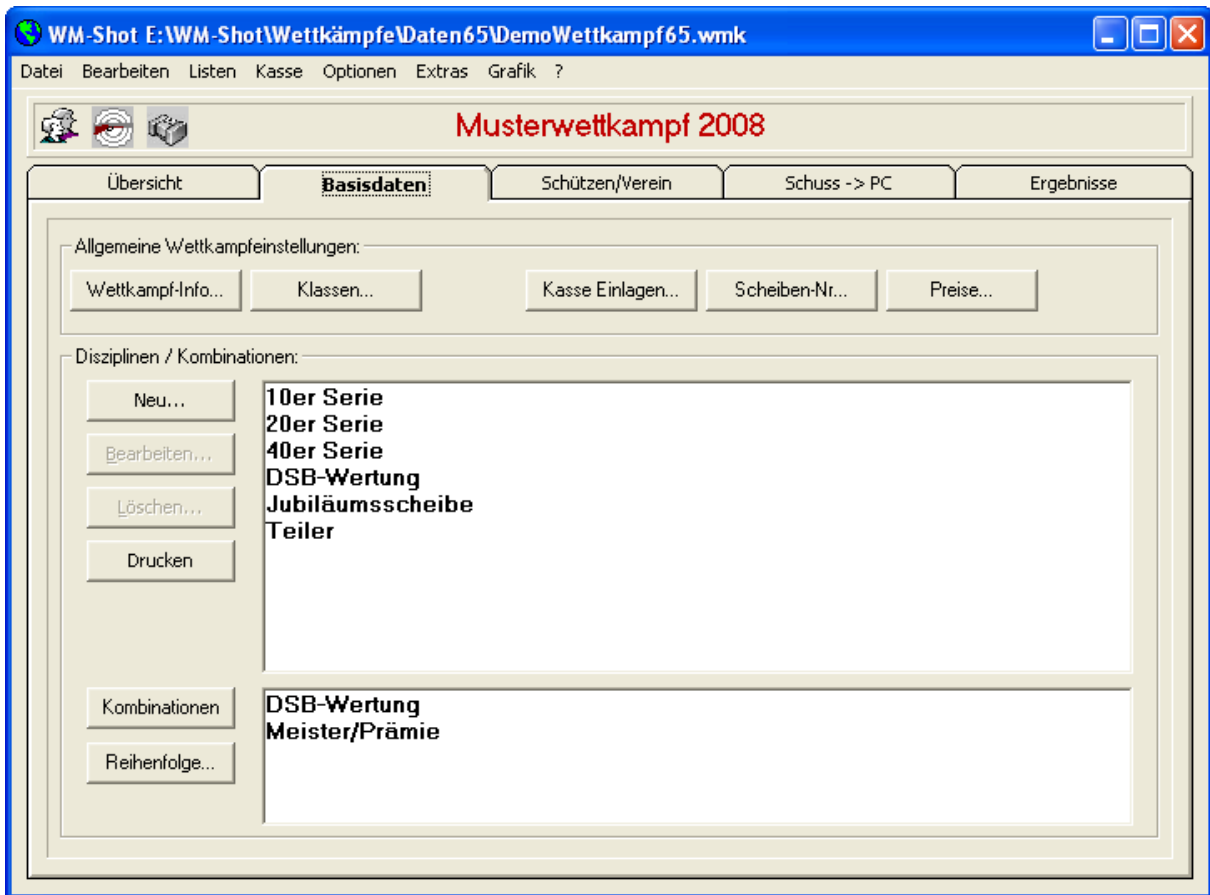 WM-Shot E:\WM-Shot\Wettkämpfe\Daten65\DemoWettkampf65.wmk
Datei Bearbeiten Listen Kasse Optionen Extras Grafik ?
Musterwettkampf 2008
Übersicht Basisdaten Schützen/Verein Schuss -> PC Ergebnisse
Allgemeine Wettkampfeinstellungen:
Wettkampf-Info... Klassen... Kasse Einlagen... Scheiben-Nr... Preise...
Disziplinen / Kombinationen:
Neu...
Bearbeiten...
Löschen...
Drucken
10er Serie
20er Serie
40er Serie
DSB-Wertung
Jubiläumsscheibe
Teiler
Kombinationen
Reihenfolge...
DSB-Wertung
Meister/Prämie